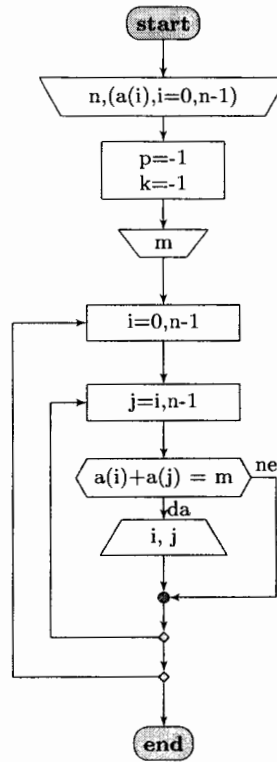 start
n,(a(i),i=0,n-1)
p=-1
k=-1
m
i=0,n-1
j=i,n-1
a(i)+a(j) = m
ne
da
i, j
end